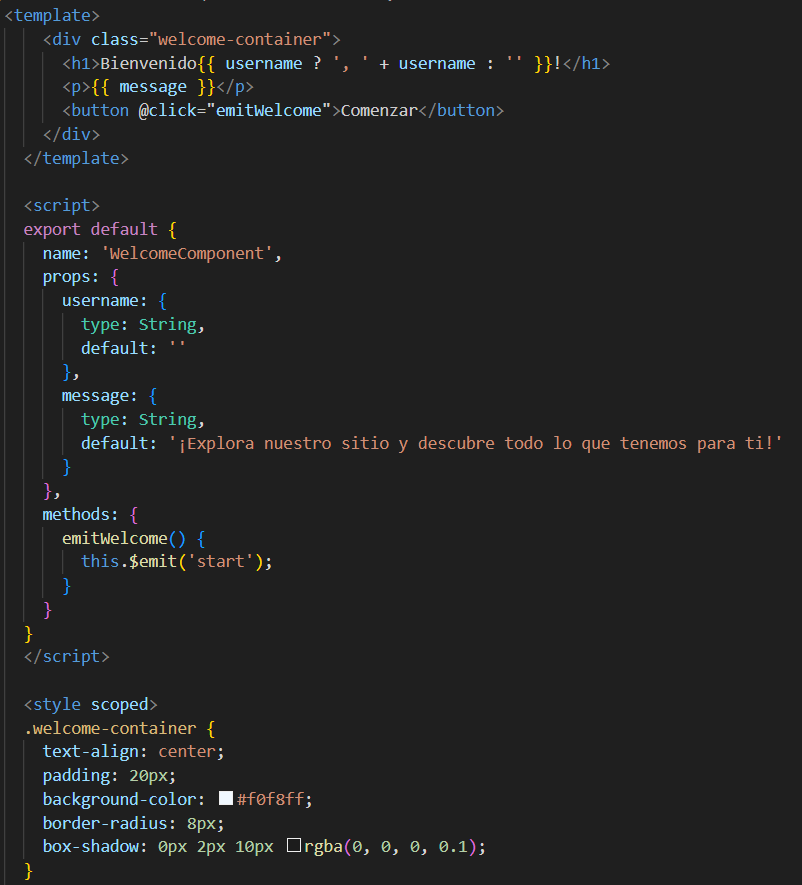 <template>
<div class="welcome-container">
<h1>Bienvenido{{ username ? ', ' + username : '' }}!</h1>
<p>{{ message }}</p>
<button @click="emitWelcome">Comenzar</button>
</div>
</template>
<script>
export default {
name: 'WelcomeComponent',
props: {
username: {
type: String,
default: ''
},
message: {
type: String,
default: '¡Explora nuestro sitio y descubre todo lo que tenemos para ti!'
}
},
methods: {
emitWelcome() {
this.$emit('start');
}
}
}
</script>
<style scoped>
.welcome-container {
text-align: center;
padding: 20px;
background-color: #f0f8ff;
border-radius: 8px;
box-shadow: 0px 2px 10px rgba(0, 0, 0, 0.1);
}